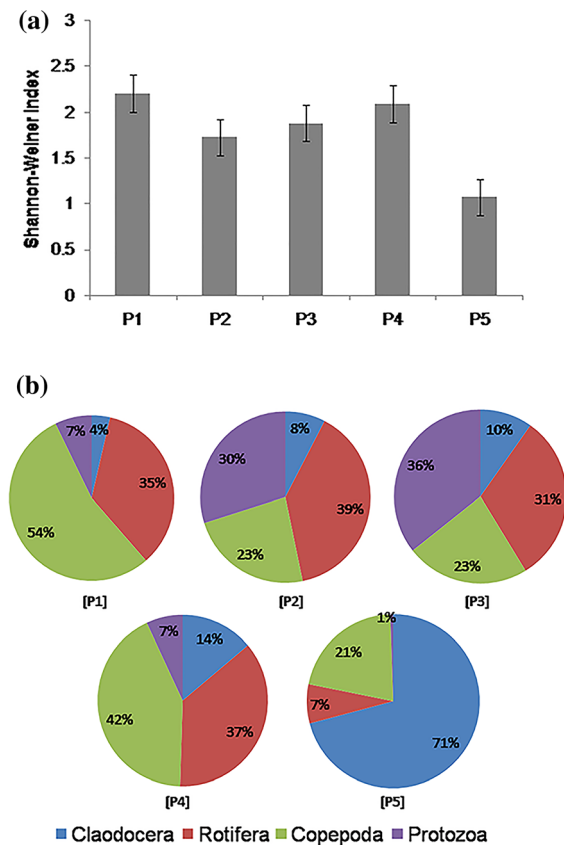 (a)
Shannon-Weiner Index
3
2.5
2
1.5
1
0.5
0
P1 P2 P3 P4 P5
(b)
7% 4%
35%
54%
[P1]
8%
30%
39%
23%
[P2]
10%
36%
31%
23%
[P3]
7%
14%
42%
37%
[P4]
1%
21%
7%
71%
[P5]
Claodocera Rotifera Copepoda Protozoa